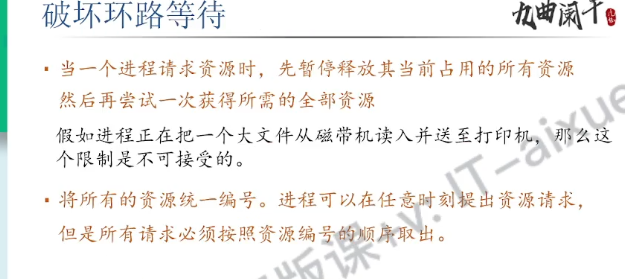 破坏环路等待
九曲阑干
当一个进程请求资源时，先暂停释放其当前占用的所有资源
然后再尝试一次获得所需的全部资源
假如进程正在把一个大文件从磁带机读入并送至打印机，那么这
个限制是不可接受的。
将所有的资源统一编号。进程可以在任意时刻提出资源请求，
但是所有请求必须按照资源编号的顺序取出。
版课+v: IT-aixue